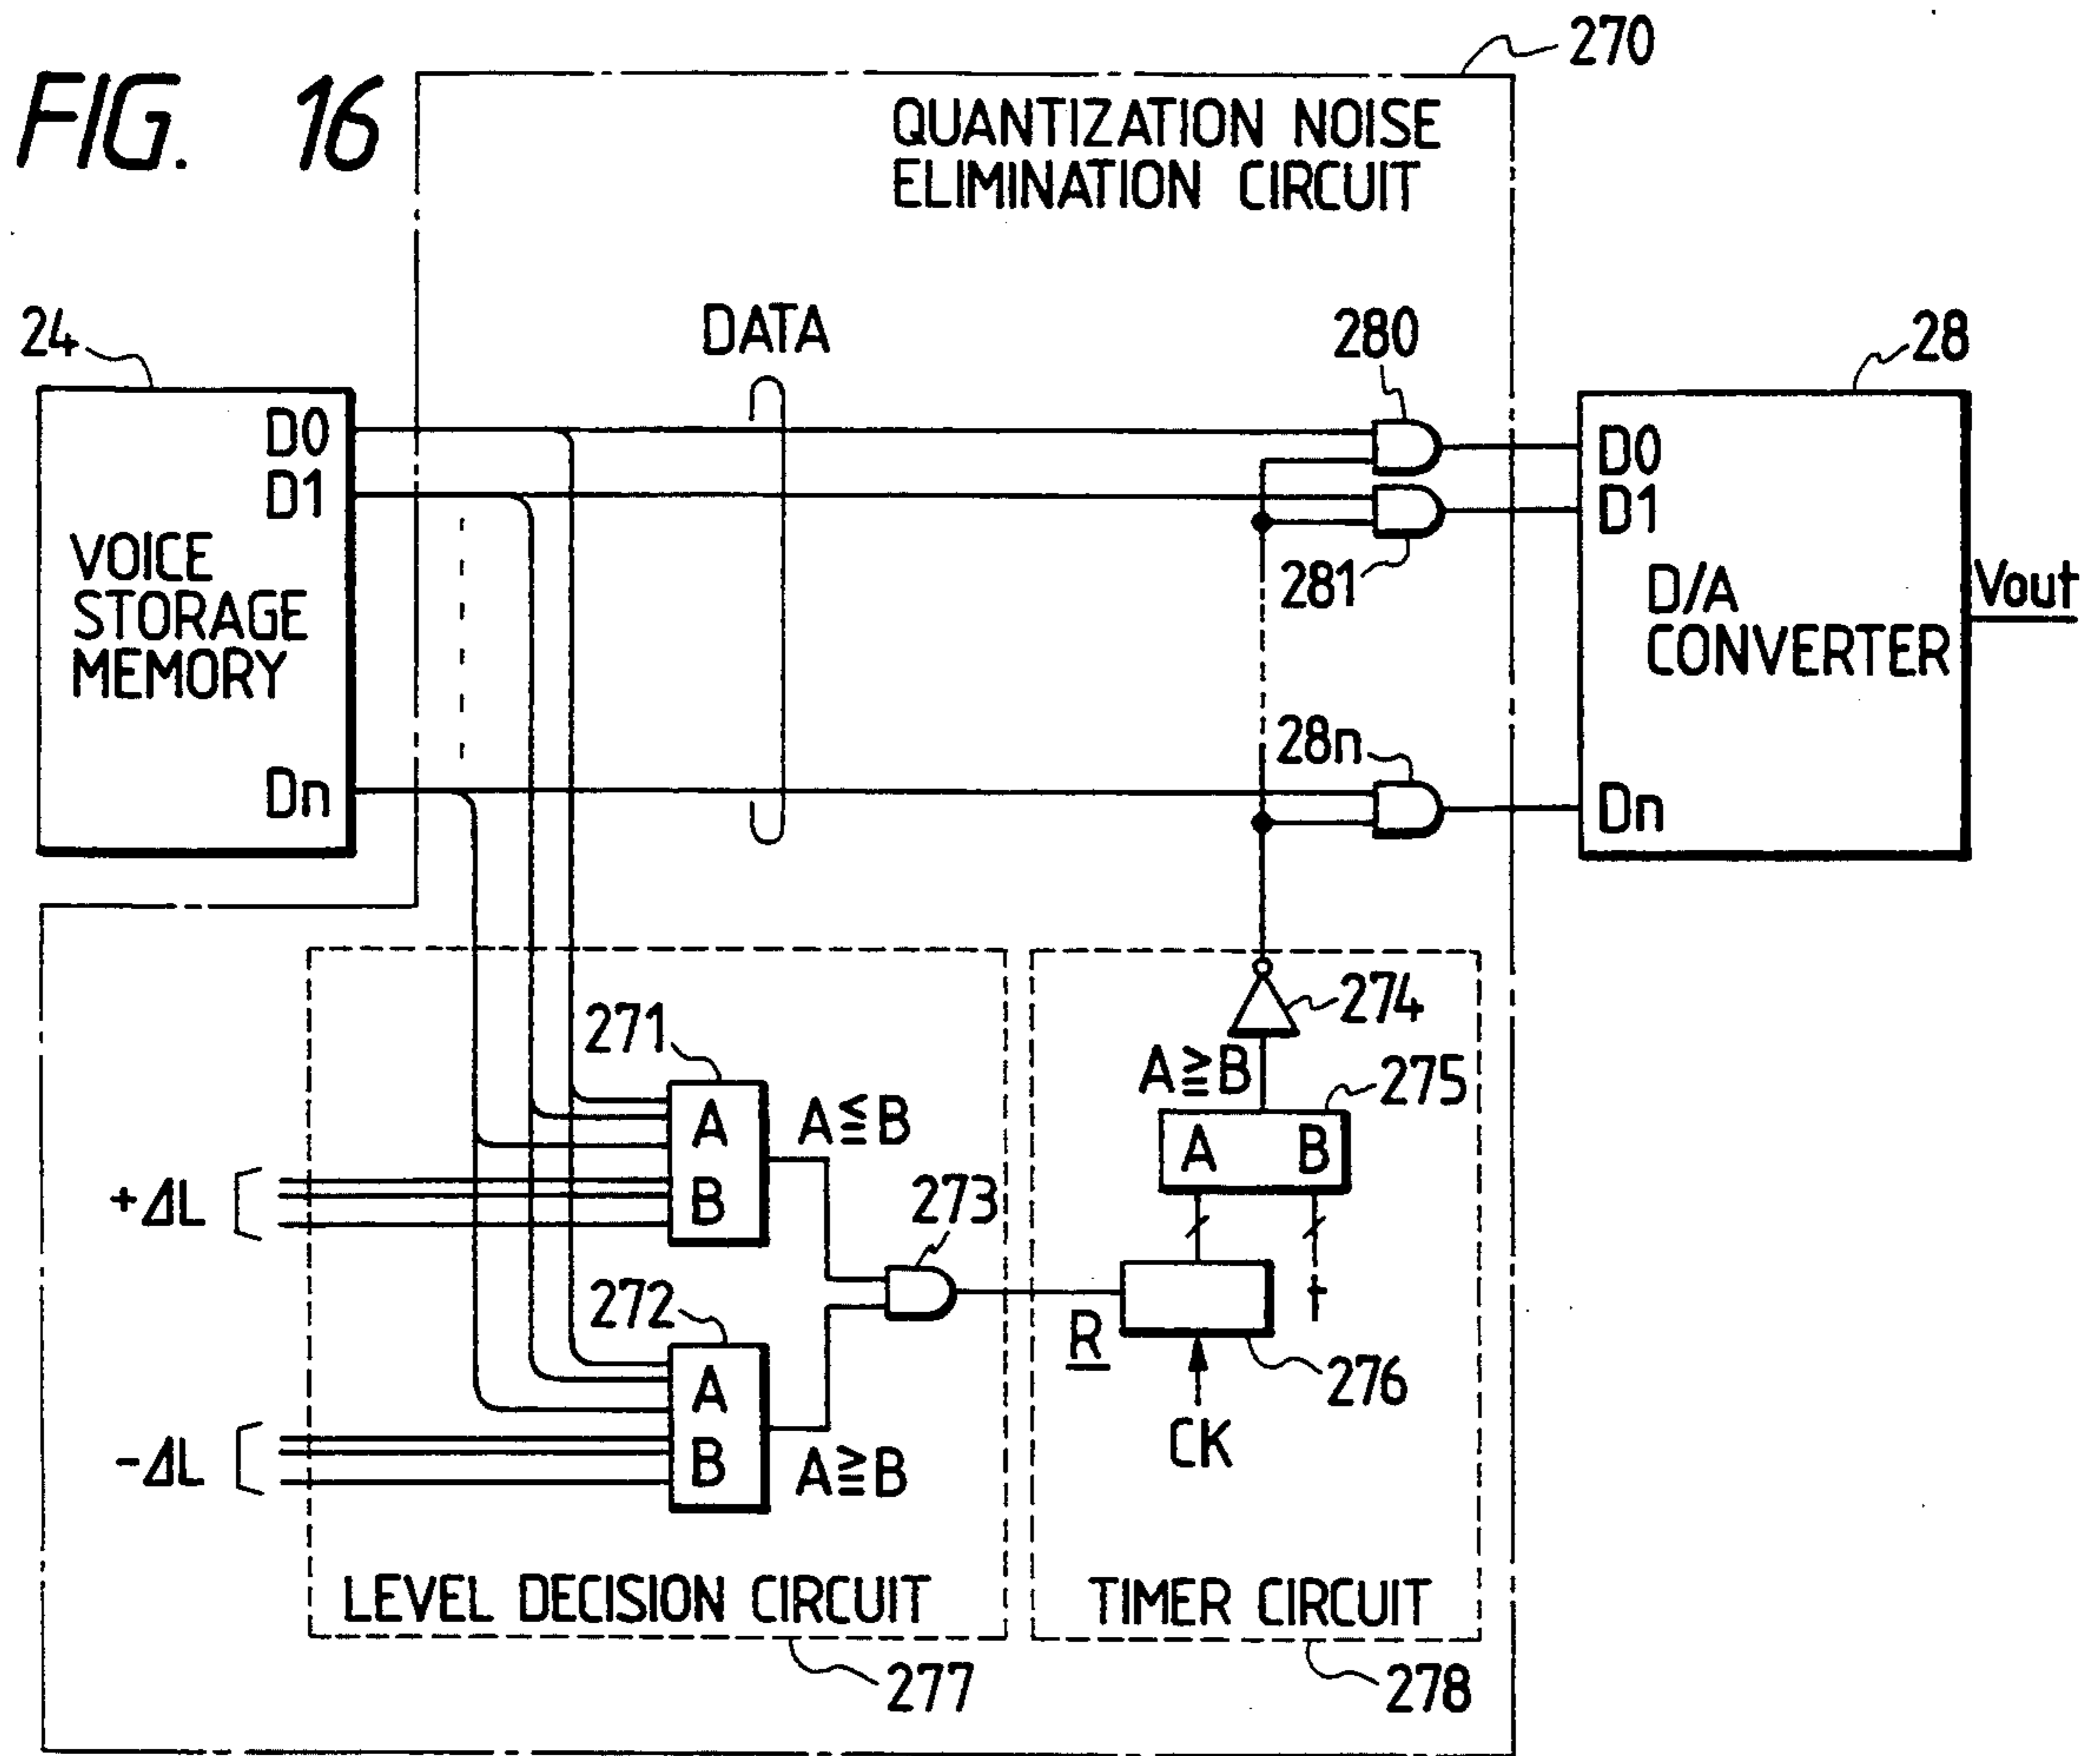 FIG. 16
270
QUANTIZATION NOISE
ELIMINATION CIRCUIT
24
DATA
280
28
D0
D1
VOICE
STORAGE
MEMORY
Dn
281
28n
D0
D1
D/A
CONVERTER
Dn
Vout
271
A
B
A≦B
+ΔL
273
272
A
B
A≧B
-ΔL
274
A≧B
275
A B
R
t
276
CK
LEVEL DECISION CIRCUIT
TIMER CIRCUIT
277
278